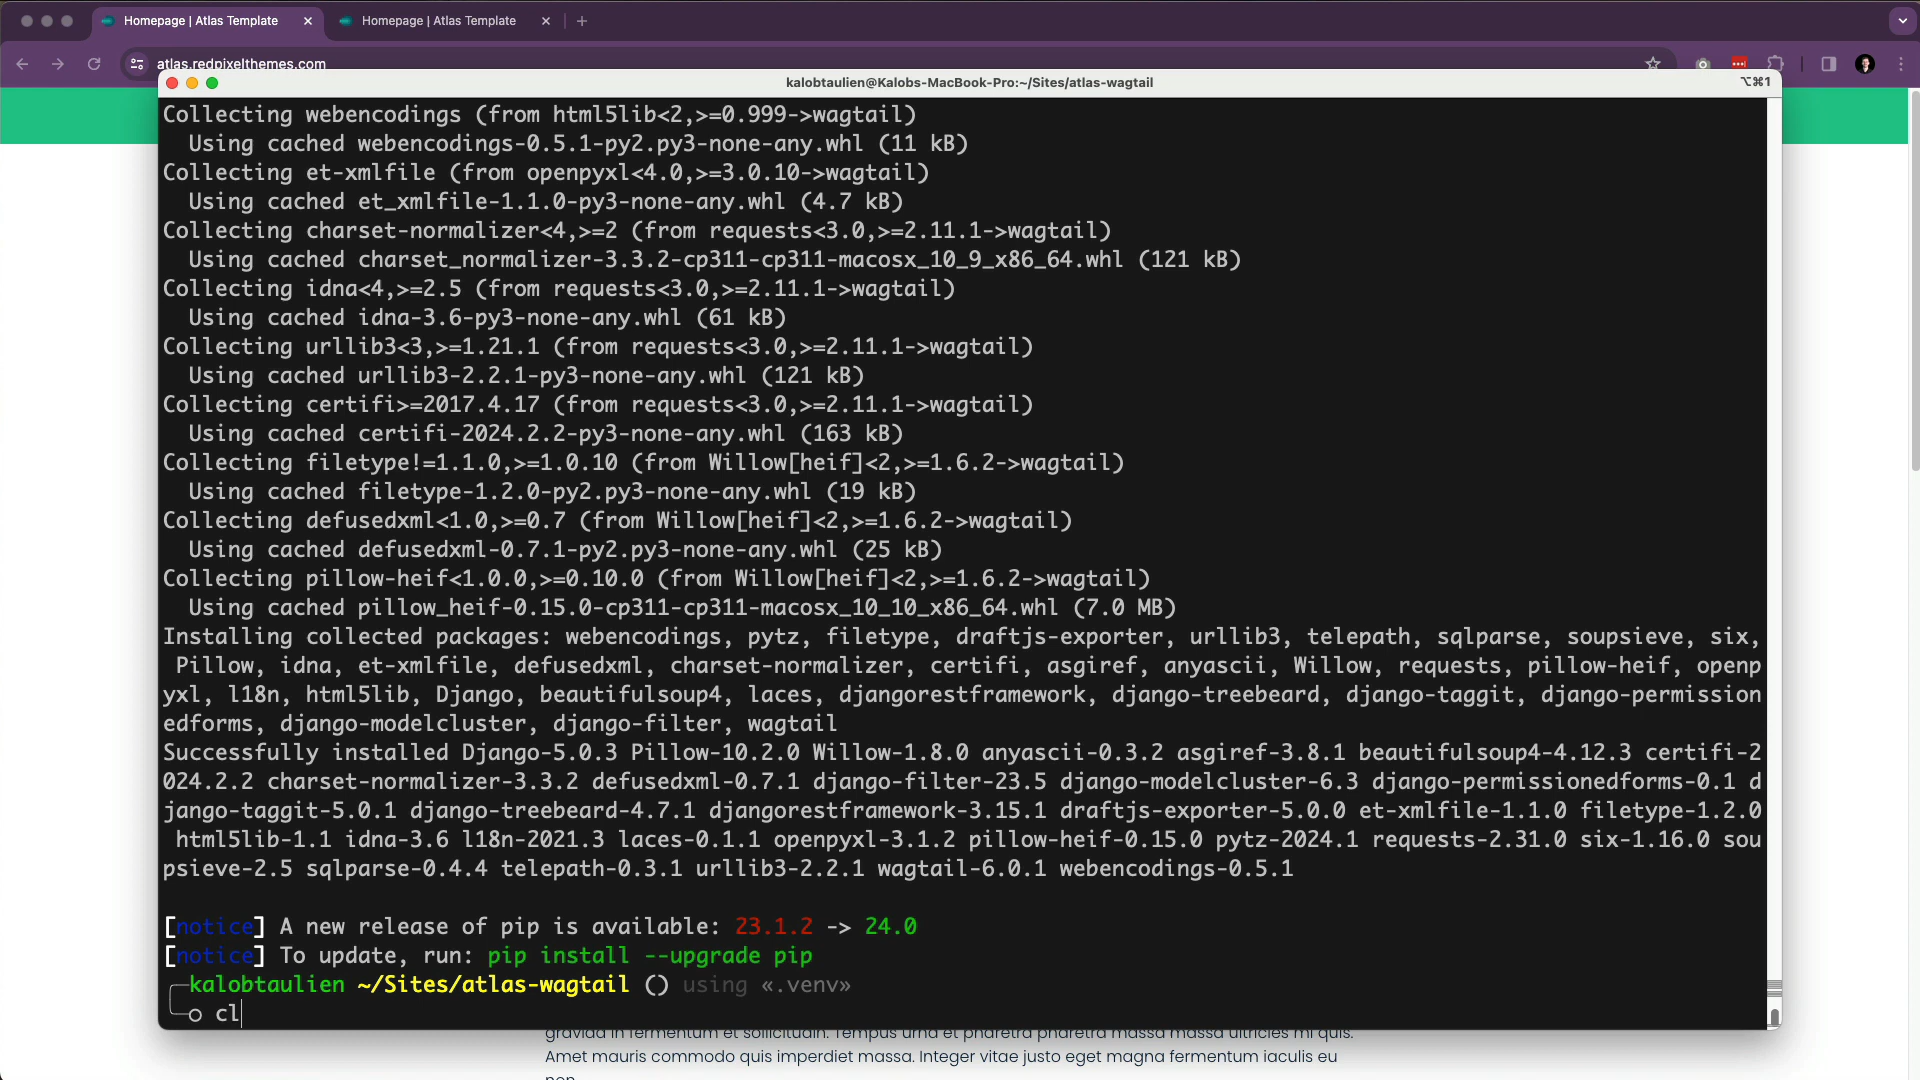 Homepage | Atlas Template
Homepage | Atlas Template
atlas.redpixelthemes.com
kalobtaulien@Kalobs-MacBook-Pro:~/Sites/atlas-wagtail
⌥⌘1
Collecting webencodings (from html5lib<2,>=0.999->wagtail)
  Using cached webencodings-0.5.1-py2.py3-none-any.whl (11 kB)
Collecting et-xmlfile (from openpyxl<4.0,>=3.0.10->wagtail)
  Using cached et_xmlfile-1.1.0-py3-none-any.whl (4.7 kB)
Collecting charset-normalizer<4,>=2 (from requests<3.0,>=2.11.1->wagtail)
  Using cached charset_normalizer-3.3.2-cp311-cp311-macosx_10_9_x86_64.whl (121 kB)
Collecting idna<4,>=2.5 (from requests<3.0,>=2.11.1->wagtail)
  Using cached idna-3.6-py3-none-any.whl (61 kB)
Collecting urllib3<3,>=1.21.1 (from requests<3.0,>=2.11.1->wagtail)
  Using cached urllib3-2.2.1-py3-none-any.whl (121 kB)
Collecting certifi>=2017.4.17 (from requests<3.0,>=2.11.1->wagtail)
  Using cached certifi-2024.2.2-py3-none-any.whl (163 kB)
Collecting filetype!=1.1.0,>=1.0.10 (from Willow[heif]<2,>=1.6.2->wagtail)
  Using cached filetype-1.2.0-py2.py3-none-any.whl (19 kB)
Collecting defusedxml<1.0,>=0.7 (from Willow[heif]<2,>=1.6.2->wagtail)
  Using cached defusedxml-0.7.1-py2.py3-none-any.whl (25 kB)
Collecting pillow-heif<1.0.0,>=0.10.0 (from Willow[heif]<2,>=1.6.2->wagtail)
  Using cached pillow_heif-0.15.0-cp311-cp311-macosx_10_10_x86_64.whl (7.0 MB)
Installing collected packages: webencodings, pytz, filetype, draftjs-exporter, urllib3, telepath, sqlparse, soupsieve, six,
 Pillow, idna, et-xmlfile, defusedxml, charset-normalizer, certifi, asgiref, anyascii, Willow, requests, pillow-heif, openp
yxl, l18n, html5lib, Django, beautifulsoup4, laces, djangorestframework, django-treebeard, django-taggit, django-permission
edforms, django-modelcluster, django-filter, wagtail
Successfully installed Django-5.0.3 Pillow-10.2.0 Willow-1.8.0 anyascii-0.3.2 asgiref-3.8.1 beautifulsoup4-4.12.3 certifi-2
024.2.2 charset-normalizer-3.3.2 defusedxml-0.7.1 django-filter-23.5 django-modelcluster-6.3 django-permissionedforms-0.1 d
jango-taggit-5.0.1 django-treebeard-4.7.1 djangorestframework-3.15.1 draftjs-exporter-5.0.0 et-xmlfile-1.1.0 filetype-1.2.0
 html5lib-1.1 idna-3.6 l18n-2021.3 laces-0.1.1 openpyxl-3.1.2 pillow-heif-0.15.0 pytz-2024.1 requests-2.31.0 six-1.16.0 sou
psieve-2.5 sqlparse-0.4.4 telepath-0.3.1 urllib3-2.2.1 wagtail-6.0.1 webencodings-0.5.1
[notice] A new release of pip is available: 23.1.2 -> 24.0
[notice] To update, run: pip install --upgrade pip
kalobtaulien ~/Sites/atlas-wagtail () using «.venv»
cl
gravida in fermentum et sollicitudin. Tempus urna et pharetra pharetra massa massa ultricies mi quis.
Amet mauris commodo quis imperdiet massa. Integer vitae justo eget magna fermentum iaculis eu
non